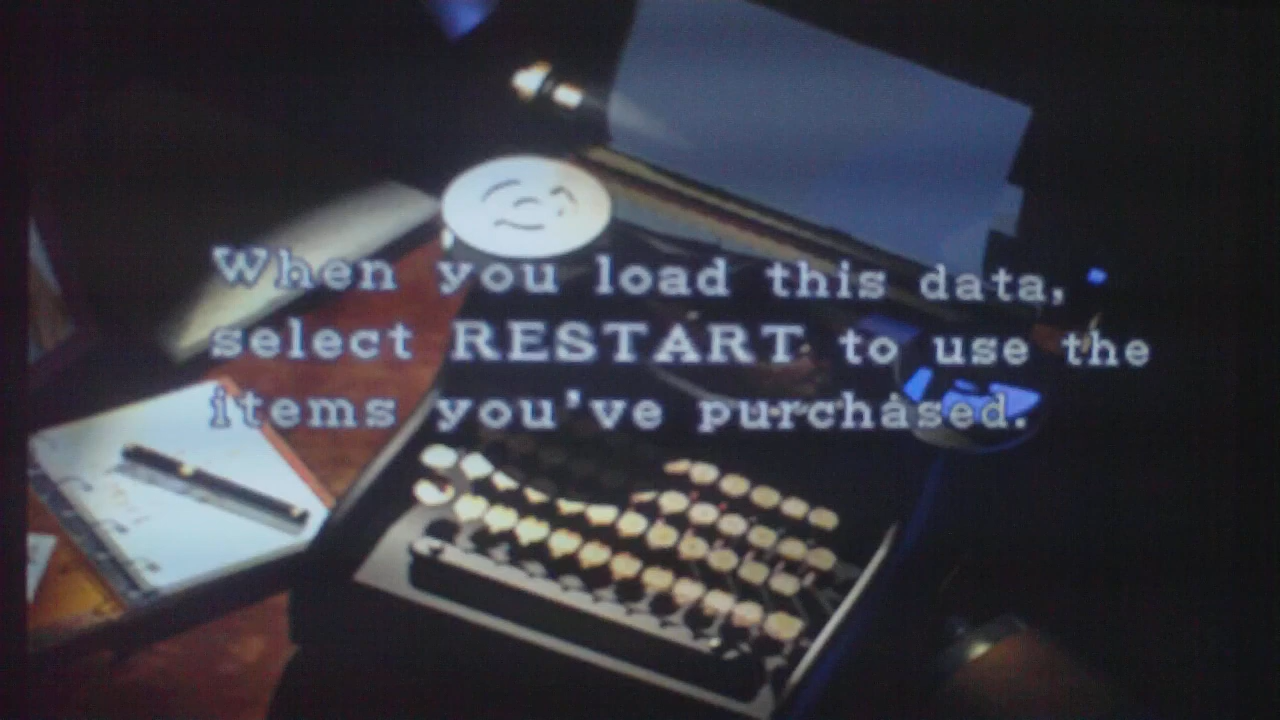 When you load this data,
select RESTART to use the
items you've purchased.